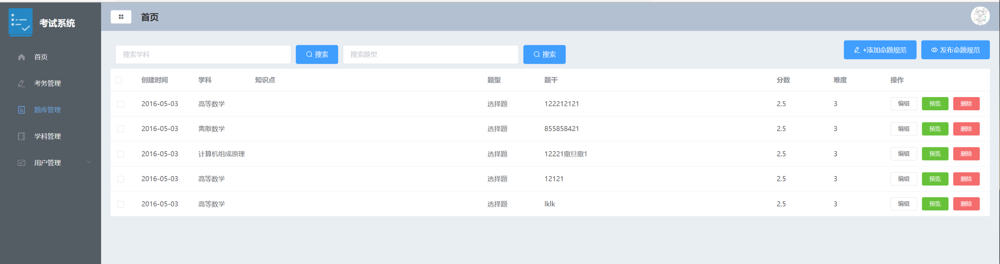 考试系统
首页
考务管理
题库管理
学科管理
用户管理
首页
搜索学科 搜索 搜索题型 搜索 +添加命题规范 发布命题规范
创建时间 学科 知识点 题型 题干 分数 难度 操作
2016-05-03 高等数学 选择题 122212121 2.5 3 编辑 预览 删除
2016-05-03 离散数学 选择题 855858421 2.5 3 编辑 预览 删除
2016-05-03 计算机组成原理 选择题 12221撒旦撒1 2.5 3 编辑 预览 删除
2016-05-03 高等数学 选择题 12121 2.5 3 编辑 预览 删除
2016-05-03 高等数学 选择题 lklk 2.5 3 编辑 预览 删除